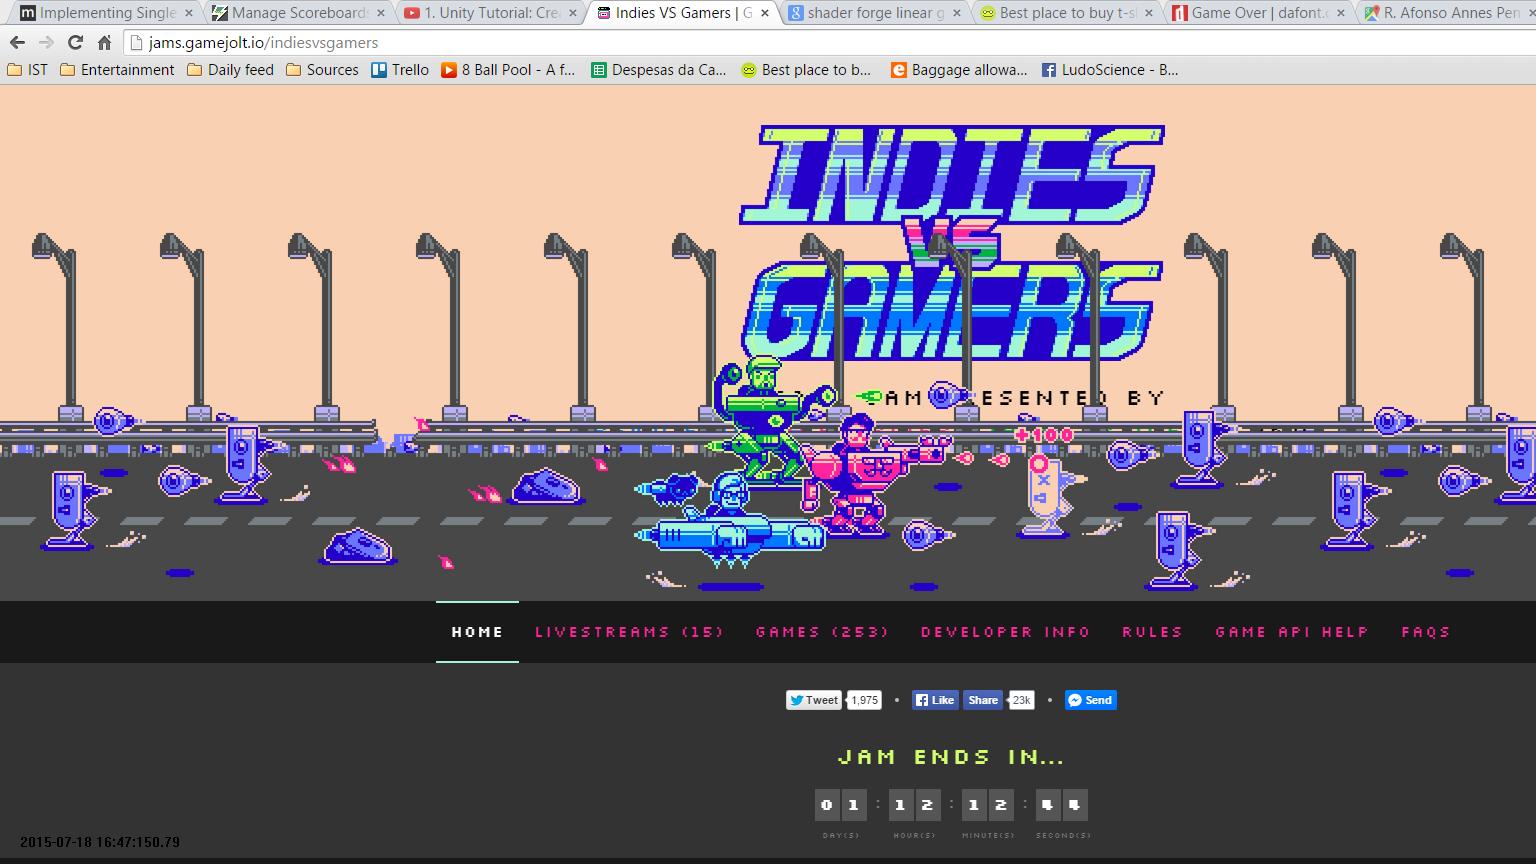 Implementing Single
Manage Scoreboards
1. Unity Tutorial: Cre
Indies VS Gamers | G
shader forge linear g
Best place to buy t-s
Game Over | dafont.c
R. Afonso Annes Pen
jams.gamejolt.io/indiesvsgamers
IST
Entertainment
Daily feed
Sources
Trello
8 Ball Pool - A f...
Despesas da Ca...
Best place to b...
Baggage allowa...
LudoScience - B...
INDIES
VS
GAMERS
AM ESENTED BY
+100
HOME
LIVESTREAMS (15)
GAMES (253)
DEVELOPER INFO
RULES
GAME API HELP
FAQS
Tweet 1,975 • Like Share 23k • Send
JAM ENDS IN...
01 : 12 : 12 : 44
DAY(S) HOUR(S) MINUTE(S) SECOND(S)
2015-07-18 16:47:150.79